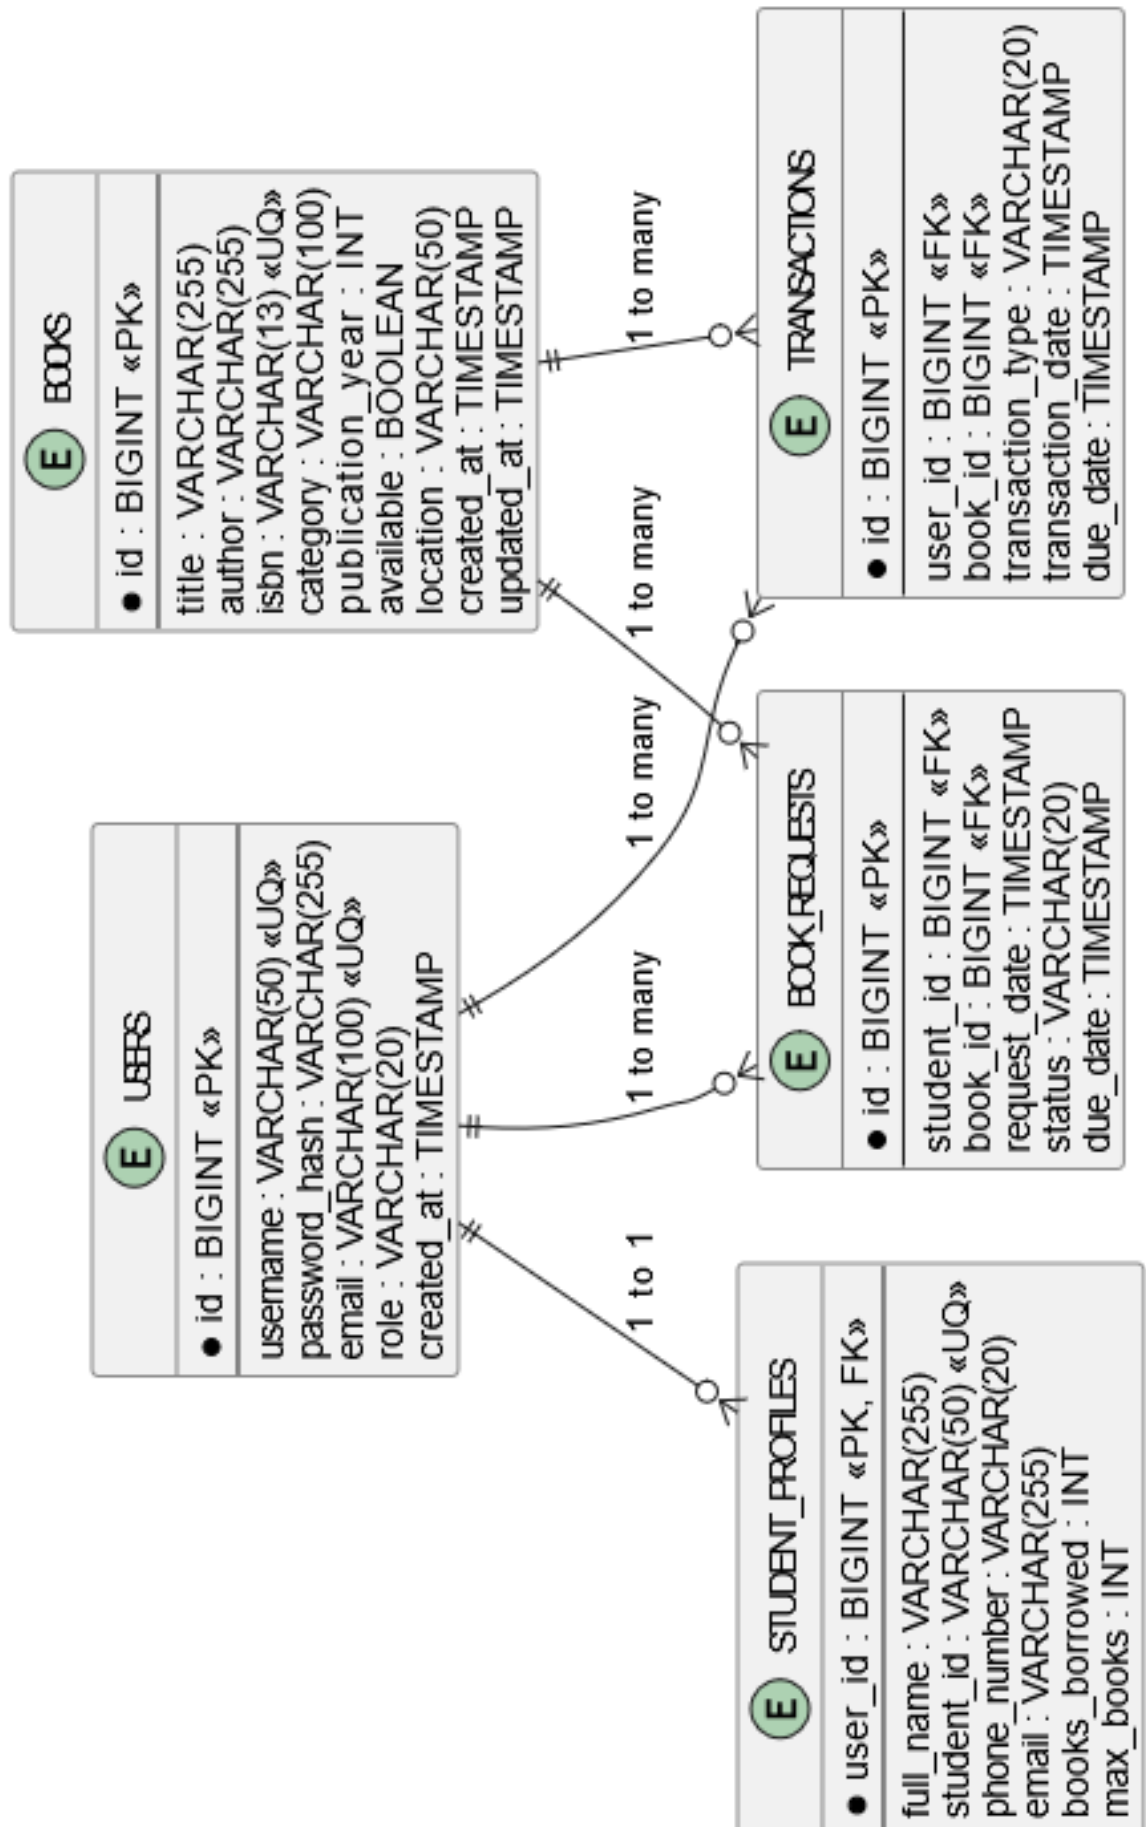 E USERS
● id : BIGINT «PK»
username : VARCHAR(50) «UQ»
password_hash : VARCHAR(255)
email : VARCHAR(100) «UQ»
role : VARCHAR(20)
created_at : TIMESTAMP
E BOOKS
● id : BIGINT «PK»
title : VARCHAR(255)
author : VARCHAR(255)
isbn : VARCHAR(13) «UQ»
category : VARCHAR(100)
publication_year : INT
available : BOOLEAN
location : VARCHAR(50)
created_at : TIMESTAMP
updated_at : TIMESTAMP
1 to 1
1 to many
1 to many
1 to many
1 to many
E STUDENT_PROFILES
● user_id : BIGINT «PK, FK»
full_name : VARCHAR(255)
student_id : VARCHAR(50) «UQ»
phone_number : VARCHAR(20)
email : VARCHAR(255)
books_borrowed : INT
max_books : INT
E BOOK_REQUESTS
● id : BIGINT «PK»
student_id : BIGINT «FK»
book_id : BIGINT «FK»
request_date : TIMESTAMP
status : VARCHAR(20)
due_date : TIMESTAMP
E TRANSACTIONS
● id : BIGINT «PK»
user_id : BIGINT «FK»
book_id : BIGINT «FK»
transaction_type : VARCHAR(20)
transaction_date : TIMESTAMP
due_date : TIMESTAMP